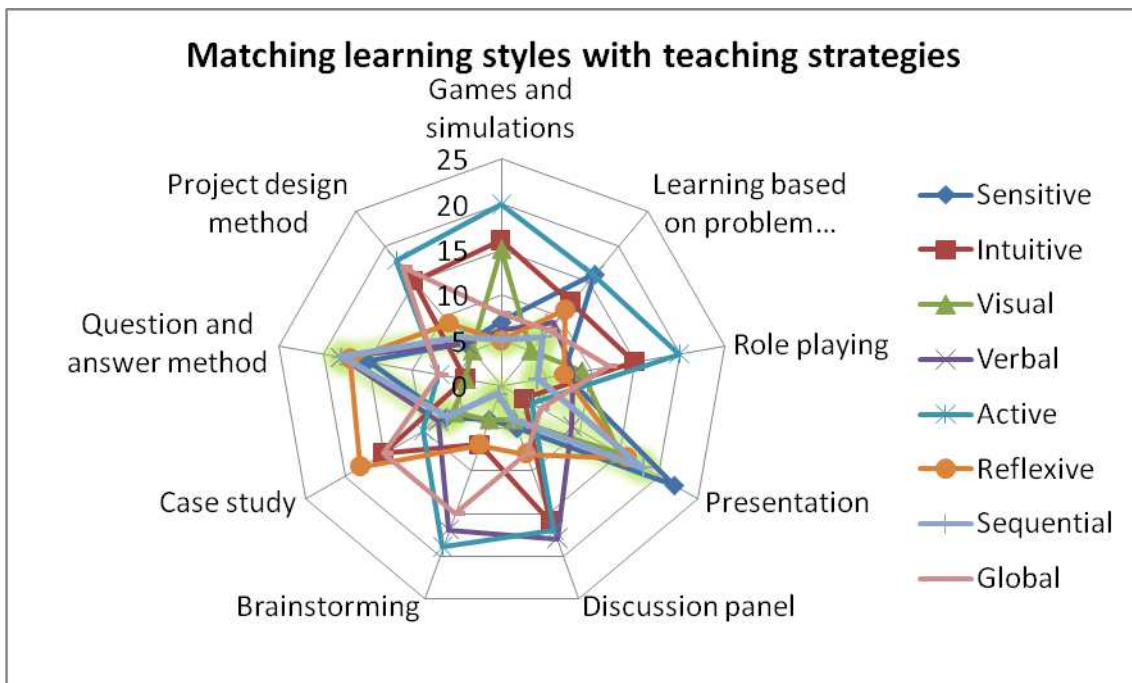 Matching learning styles with teaching strategies
Games and
simulations
25
20
15
10
5
0
Learning based
on problem...
Role playing
Presentation
Discussion panel
Brainstorming
Case study
Question and
answer method
Project design
method
Sensitive
Intuitive
Visual
Verbal
Active
Reflexive
Sequential
Global